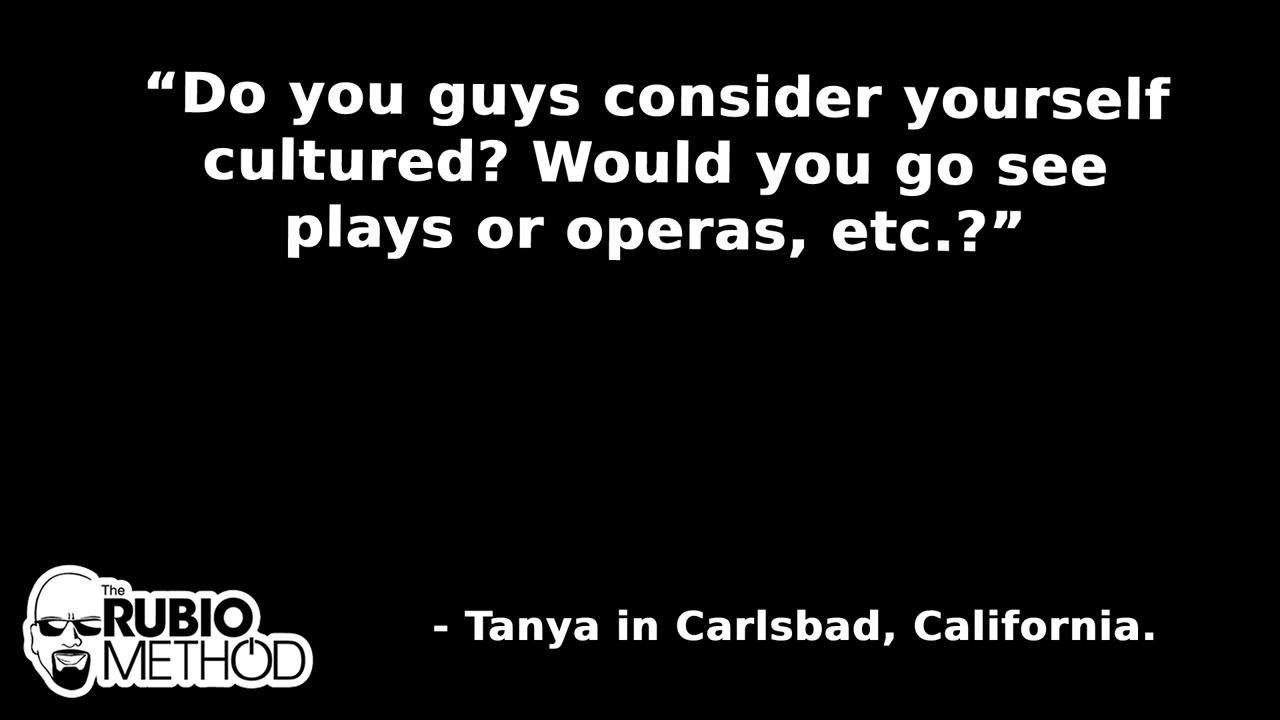 “Do you guys consider yourself
cultured? Would you go see
plays or operas, etc.?”
The
RUBIO
METHOD
- Tanya in Carlsbad, California.